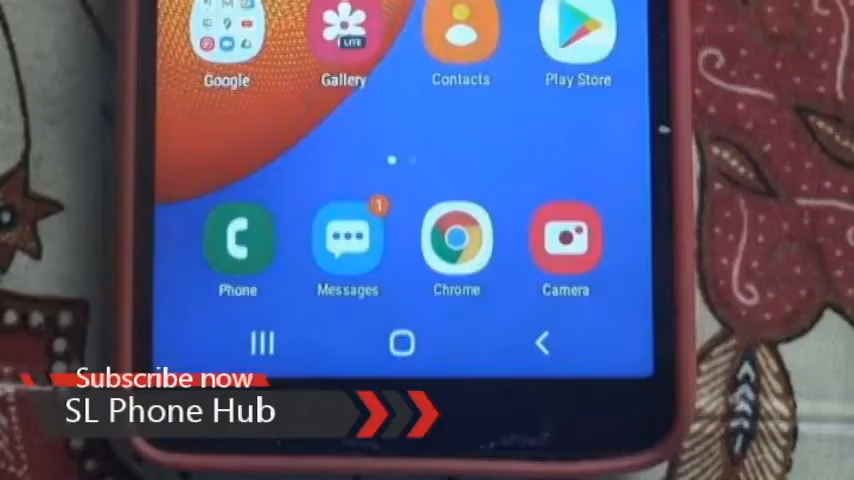 LITE
Google
Gallery
Contacts
Play Store
1
Phone
Messages
Chrome
Camera
Subscribe now
SL Phone Hub